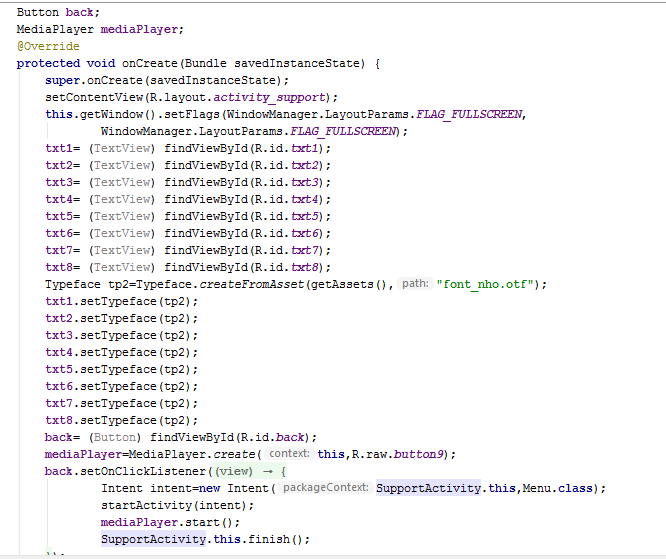 Button back;
MediaPlayer mediaPlayer;
@Override
protected void onCreate(Bundle savedInstanceState) {
super.onCreate(savedInstanceState);
setContentView(R.layout.activity_support);
this.getWindow().setFlags(WindowManager.LayoutParams.FLAG_FULLSCREEN,
WindowManager.LayoutParams.FLAG_FULLSCREEN);
txt1= (TextView) findViewById(R.id.txt1);
txt2= (TextView) findViewById(R.id.txt2);
txt3= (TextView) findViewById(R.id.txt3);
txt4= (TextView) findViewById(R.id.txt4);
txt5= (TextView) findViewById(R.id.txt5);
txt6= (TextView) findViewById(R.id.txt6);
txt7= (TextView) findViewById(R.id.txt7);
txt8= (TextView) findViewById(R.id.txt8);
Typeface tp2=Typeface.createFromAsset(getAssets(), path: "font_nho.otf");
txt1.setTypeface(tp2);
txt2.setTypeface(tp2);
txt3.setTypeface(tp2);
txt4.setTypeface(tp2);
txt5.setTypeface(tp2);
txt6.setTypeface(tp2);
txt7.setTypeface(tp2);
txt8.setTypeface(tp2);
back= (Button) findViewById(R.id.back);
mediaPlayer=MediaPlayer.create( context: this,R.raw.button9);
back.setOnClickListener((view) → {
Intent intent=new Intent( packageContext: SupportActivity.this,Menu.class);
startActivity(intent);
mediaPlayer.start();
SupportActivity.this.finish();
});